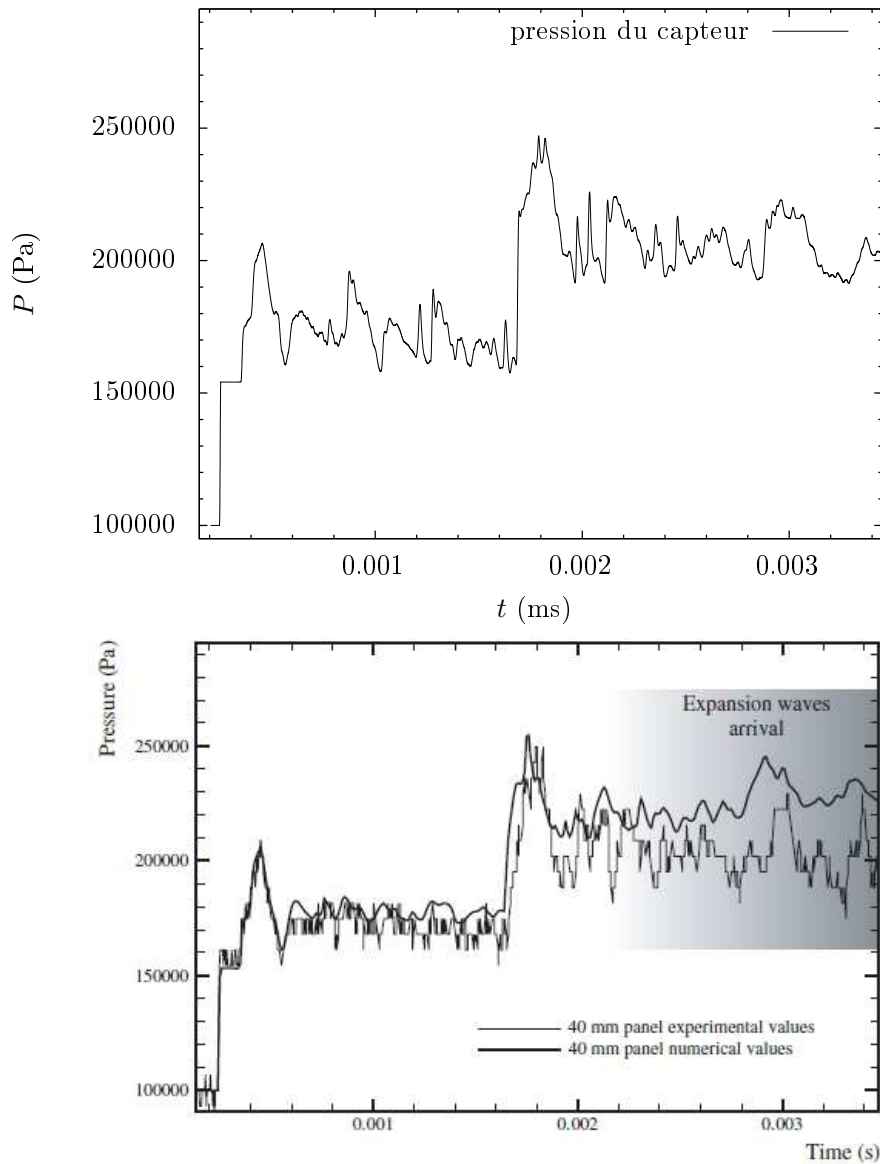 pression du capteur
250000
200000
150000
100000
P (Pa)
0.001 0.002 0.003
t (ms)
Pressure (Pa)
250000
200000
150000
100000
Expansion waves
arrival
40 mm panel experimental values
40 mm panel numerical values
0.001 0.002 0.003
Time (s)